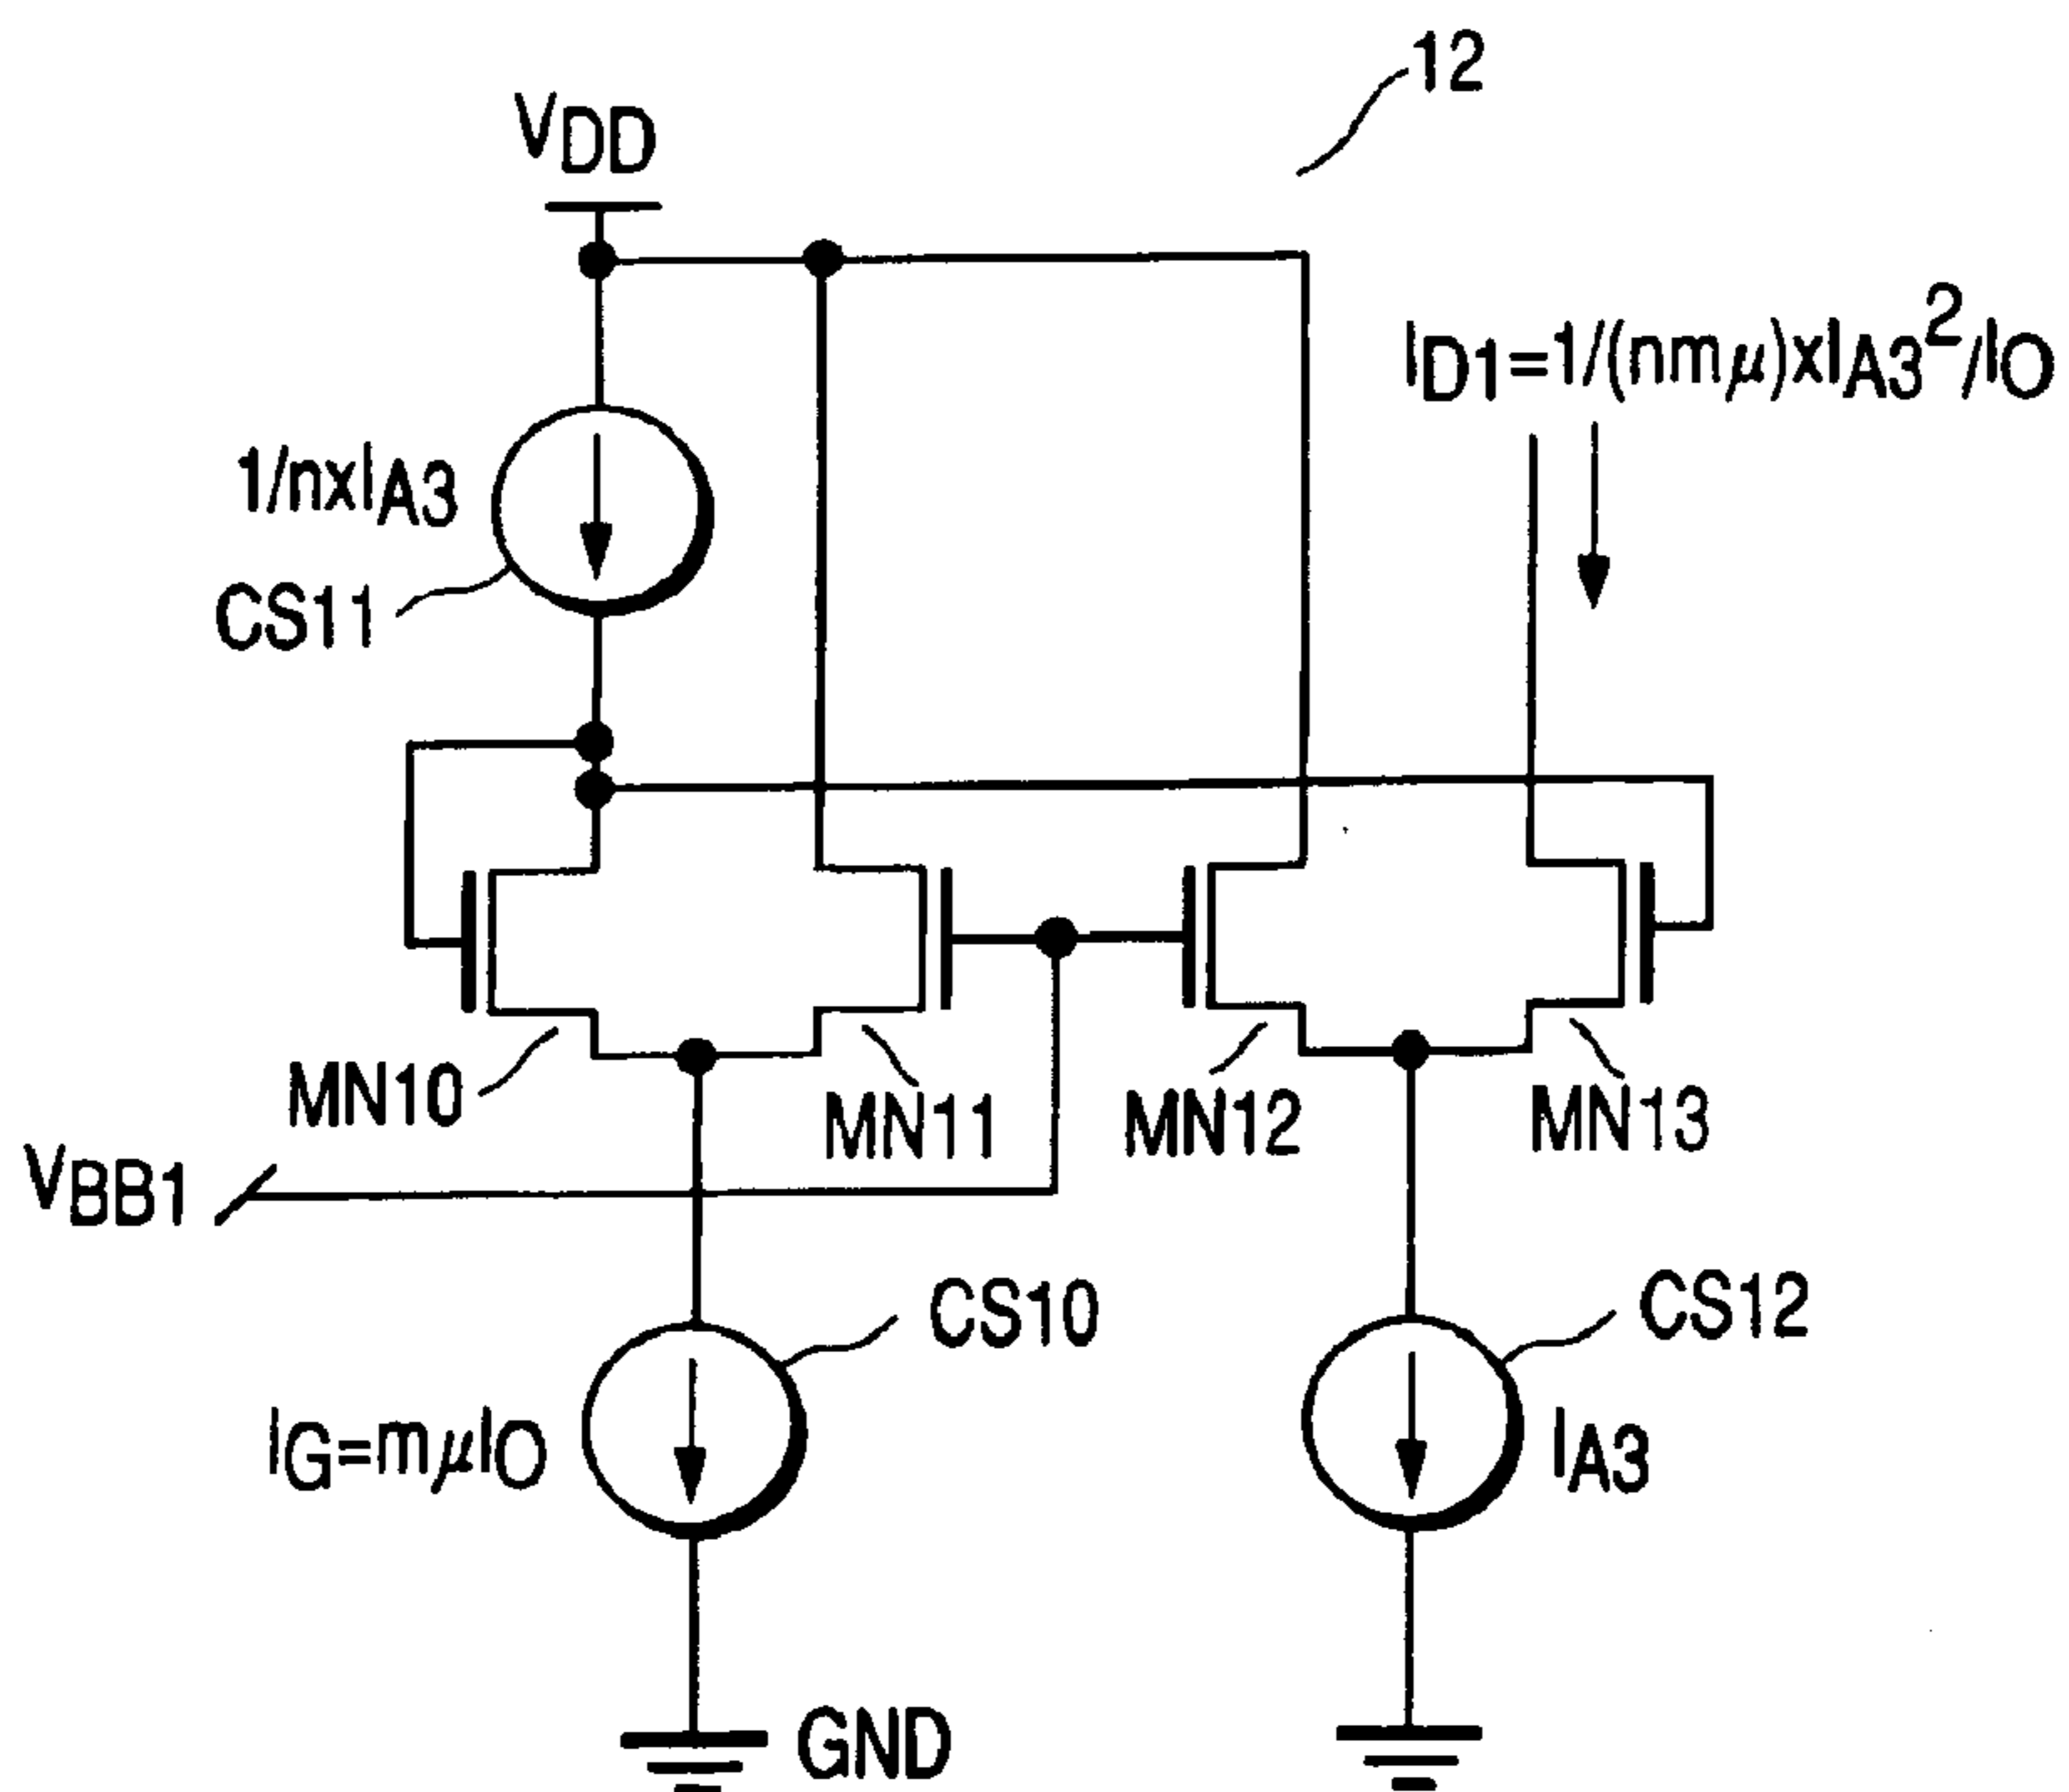 12
VDD
ID1=1/(nmμ)xIA3²/IO
1/nxIA3
CS11
MN10
MN11
MN12
MN13
VBB1
CS10
CS12
IG=mμIO
IA3
GND